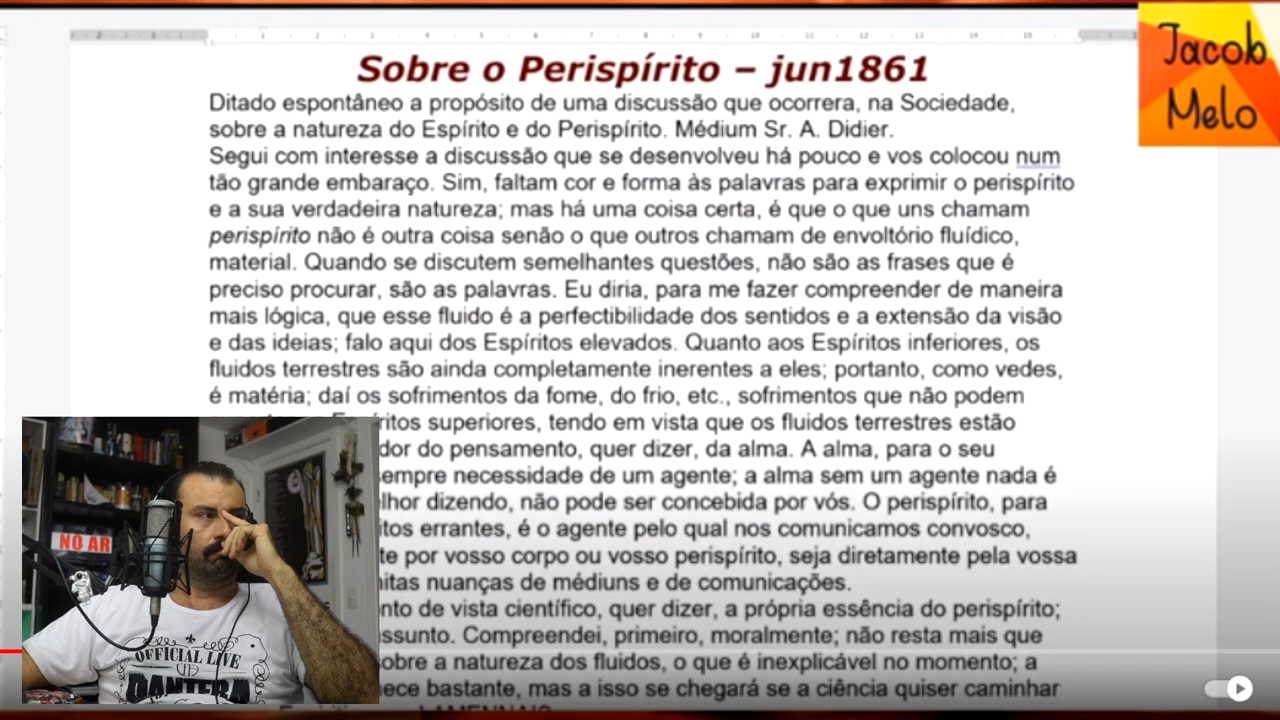 Jacob
Melo
Sobre o Perispírito – jun1861
Ditado espontâneo a propósito de uma discussão que ocorrera, na Sociedade,
sobre a natureza do Espírito e do Perispírito. Médium Sr. A. Didier.
Segui com interesse a discussão que se desenvolveu há pouco e vos colocou num
tão grande embaraço. Sim, faltam cor e forma às palavras para exprimir o perispírito
e a sua verdadeira natureza; mas há uma coisa certa, é que o que uns chamam
perispírito não é outra coisa senão o que outros chamam de envoltório fluídico,
material. Quando se discutem semelhantes questões, não são as frases que é
preciso procurar, são as palavras. Eu diria, para me fazer compreender de maneira
mais lógica, que esse fluido é a perfectibilidade dos sentidos e a extensão da visão
e das ideias; falo aqui dos Espíritos elevados. Quanto aos Espíritos inferiores, os
fluidos terrestres são ainda completamente inerentes a eles; portanto, como vedes,
é matéria; daí os sofrimentos da fome, do frio, etc., sofrimentos que não podem
ritos superiores, tendo em vista que os fluidos terrestres estão
dor do pensamento, quer dizer, da alma. A alma, para o seu
sempre necessidade de um agente; a alma sem um agente nada é
lhor dizendo, não pode ser concebida por vós. O perispírito, para
itos errantes, é o agente pelo qual nos comunicamos convosco,
te por vosso corpo ou vosso perispírito, seja diretamente pela vossa
nitas nuanças de médiuns e de comunicações.
nto de vista científico, quer dizer, a própria essência do perispírito;
assunto. Compreendei, primeiro, moralmente; não resta mais que
sobre a natureza dos fluidos, o que é inexplicável no momento; a
nece bastante, mas a isso se chegará se a ciência quiser caminhar
NO AR
OFFICIAL LIVE
PANTERA